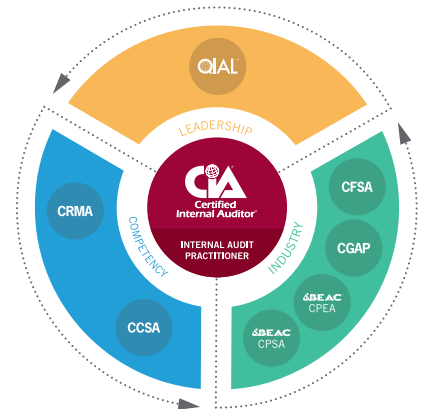 QIAL
LEADERSHIP
CIA
Certified
Internal Auditor®
INTERNAL AUDIT
PRACTITIONER
COMPETENCY
CRMA
CCSA
INDUSTRY
CFSA
CGAP
BEAC
CPEA
BEAC
CPSA